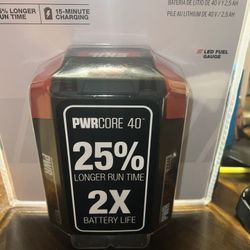 5% LONGER
RUN TIME
15-MINUTE
CHARGING
BATERÍA DE LITIO DE 40 V / 2,5 AH
PILE AU LITHIUM DE 40 V / 2,5 AH
LED FUEL
GAUGE
PWRCORE 40™
25%
LONGER RUN TIME
2X
BATTERY LIFE